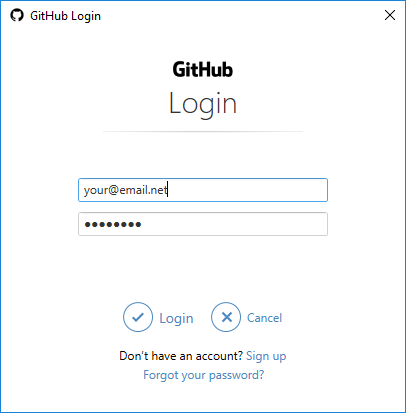 GitHub Login
GitHub
Login
your@email.net
●●●●●●●●
Login Cancel
Don't have an account? Sign up
Forgot your password?